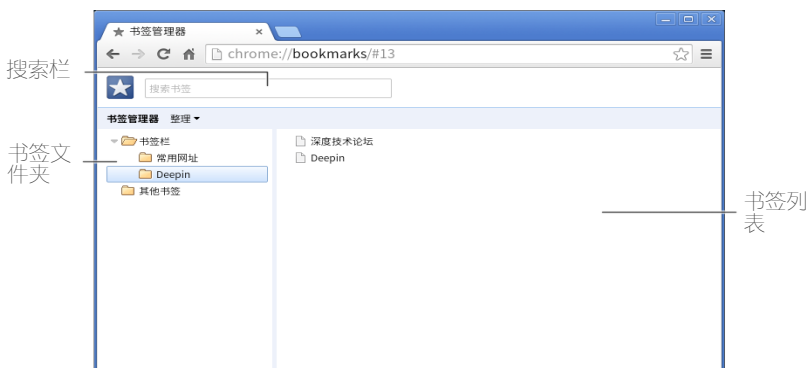 书签管理器
chrome://bookmarks/#13
搜索栏
搜索书签
书签管理器 整理
书签栏
常用网址
Deepin
其他书签
深度技术论坛
Deepin
书签文
件夹
书签列
表